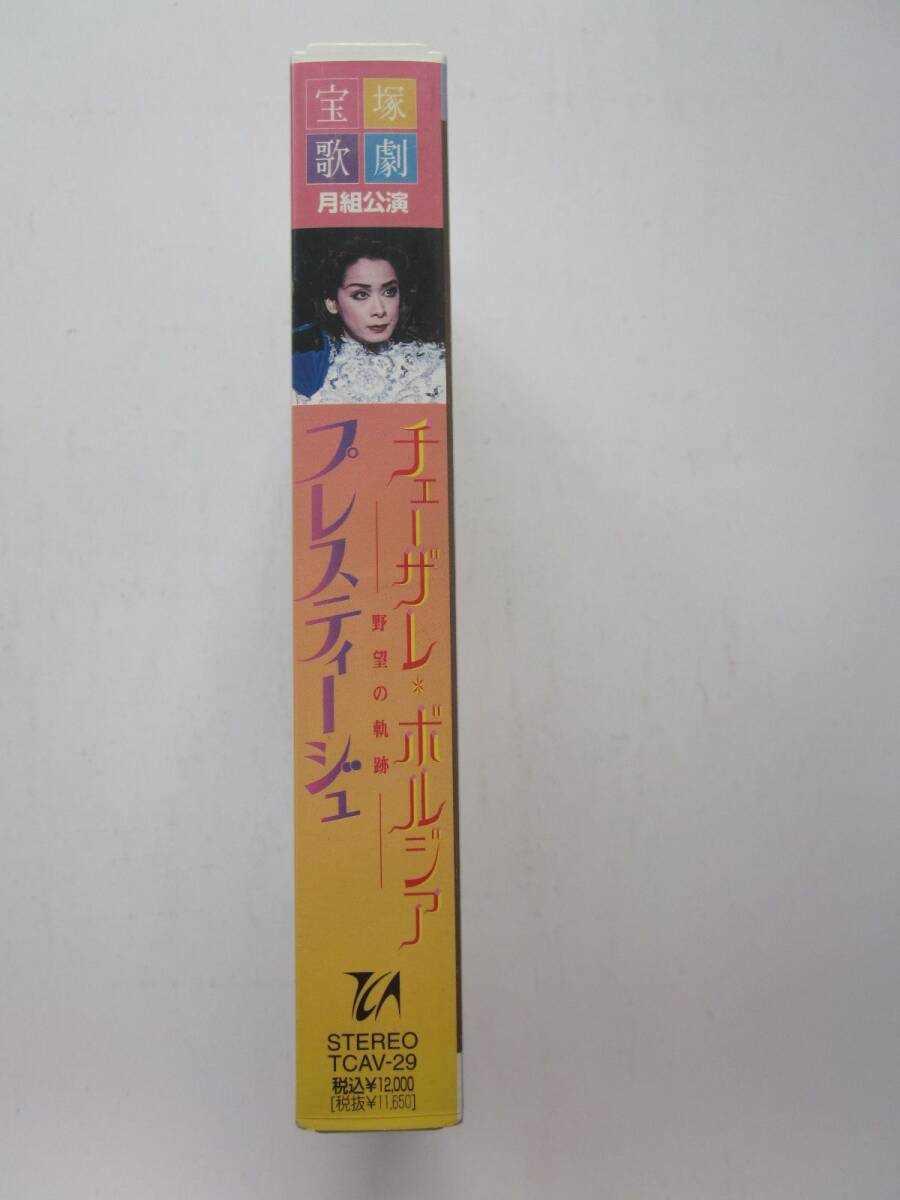 宝塚
歌劇
月組公演
チェーザレ＊ボルジア
―野望の軌跡―
プレスティージュ
TCA
STEREO
TCAV-29
税込¥12,000
[税抜¥11,650]